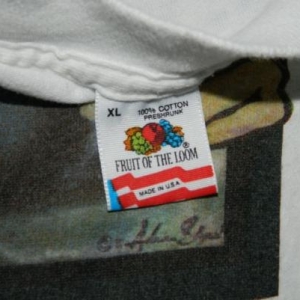 XL
100% COTTON
PRESHRUNK
®
FRUIT OF THE LOOM
MADE IN U.S.A